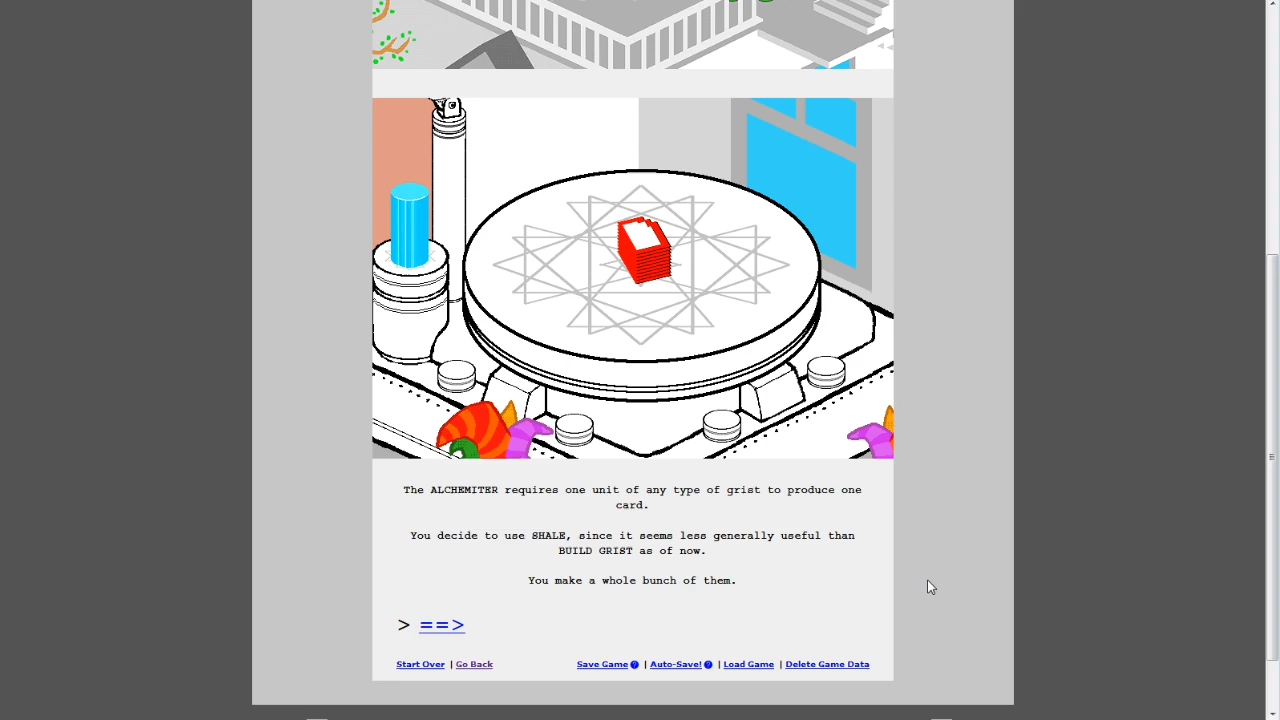 The ALCHEMITER requires one unit of any type of grist to produce one
card.
You decide to use SHALE, since it seems less generally useful than
BUILD GRIST as of now.
You make a whole bunch of them.
> ==>
Start Over | Go Back Save Game ? | Auto-Save! ? | Load Game | Delete Game Data